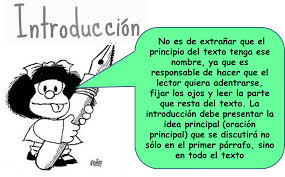 Introducción
No es de extrañar que el
principio del texto tenga ese
nombre, ya que es
responsable de hacer que el
lector quiera adentrarse,
fijar los ojos y leer la parte
que resta del texto. La
introducción debe presentar la
idea principal (oración
principal) que se discutirá no
sólo en el primer párrafo, sino
en todo el texto